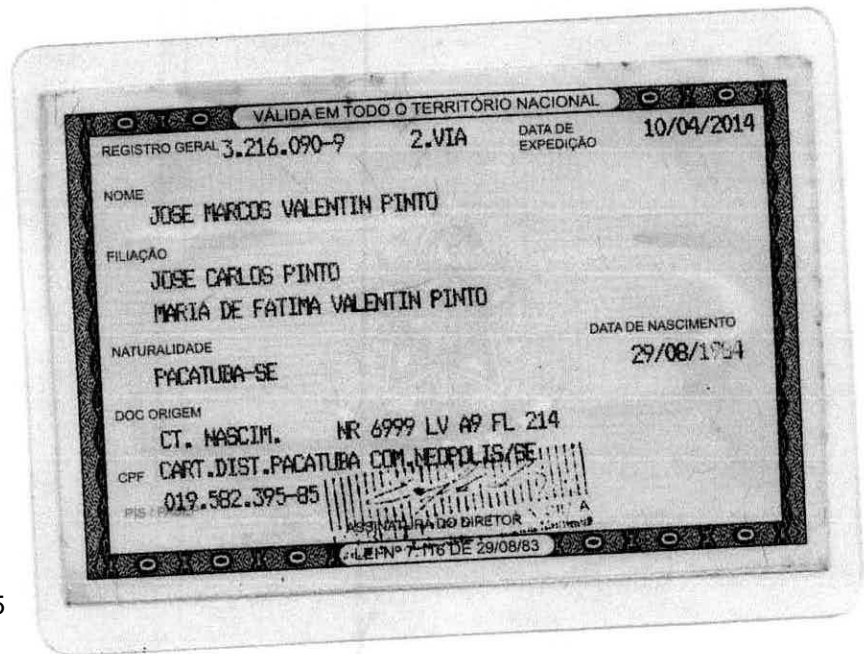 VÁLIDA EM TODO O TERRITÓRIO NACIONAL
REGISTRO GERAL 3.216.090-9 2.VIA DATA DE EXPEDIÇÃO 10/04/2014
NOME
JOSE MARCOS VALENTIN PINTO
FILIAÇÃO
JOSE CARLOS PINTO
MARIA DE FATIMA VALENTIN PINTO
NATURALIDADE DATA DE NASCIMENTO
PACATUBA-SE 29/08/
DOC ORIGEM
CT. NASCIM. NR 6999 LV A9 FL 214
CART.DIST.PACATUBA COM.NEOPOLIS/SE
CPF 019.582.395-85
ASSINATURA DO DIRETOR
LEI Nº 7.116 DE 29/08/83
5